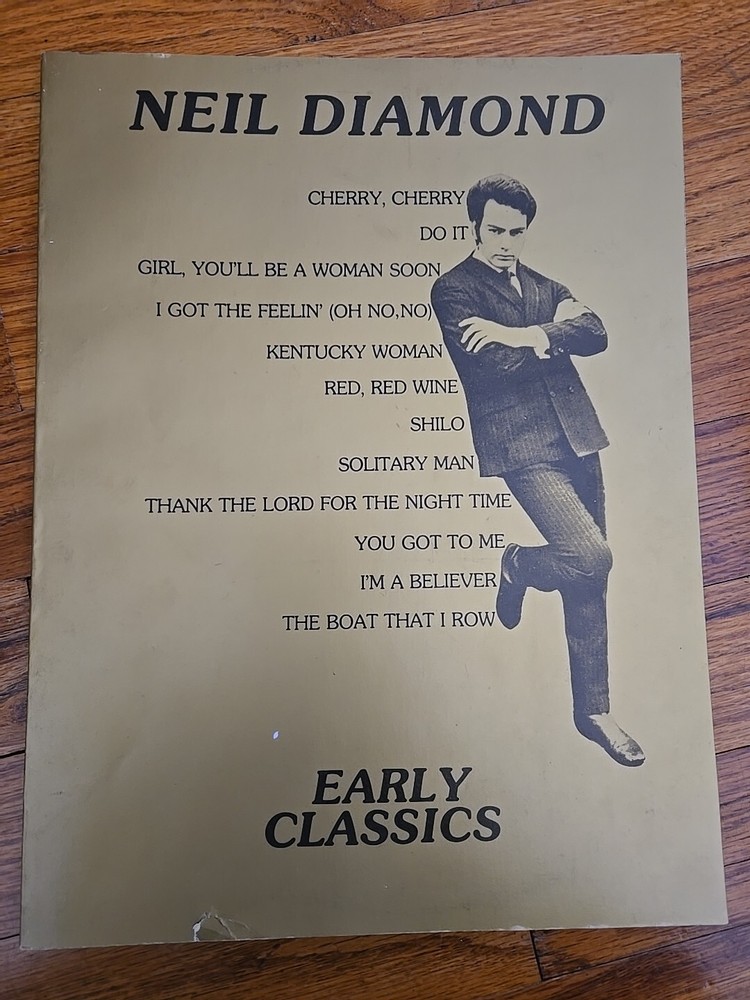 NEIL DIAMOND
CHERRY, CHERRY
DO IT
GIRL, YOU'LL BE A WOMAN SOON
I GOT THE FEELIN' (OH NO,NO)
KENTUCKY WOMAN
RED, RED WINE
SHILO
SOLITARY MAN
THANK THE LORD FOR THE NIGHT TIME
YOU GOT TO ME
I'M A BELIEVER
THE BOAT THAT I ROW
EARLY
CLASSICS